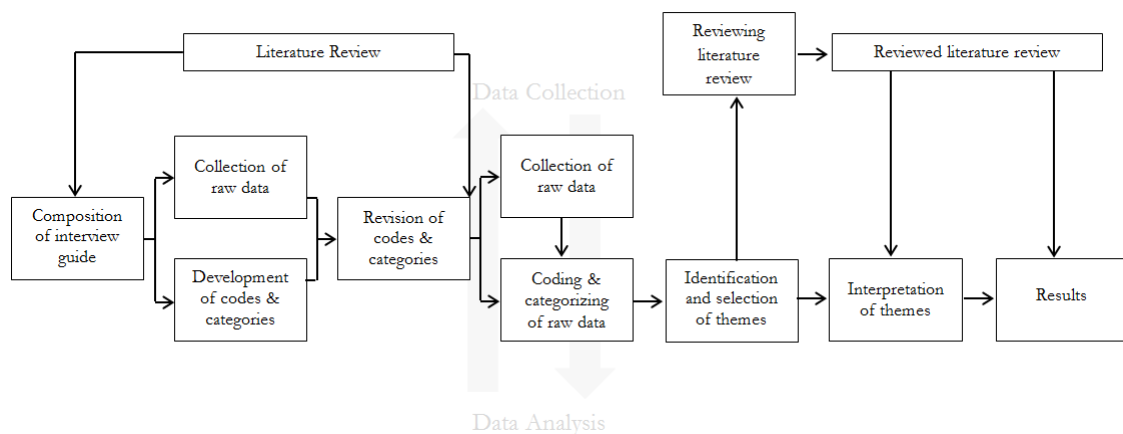 Literature Review
Reviewing
literature
review
Reviewed literature review
Data Collection
Collection of
raw data
Collection of
raw data
Composition
of interview
guide
Revision of
codes &
categories
Development
of codes &
categories
Coding &
categorizing
of raw data
Identification
and selection
of themes
Interpretation
of themes
Results
Data Analysis